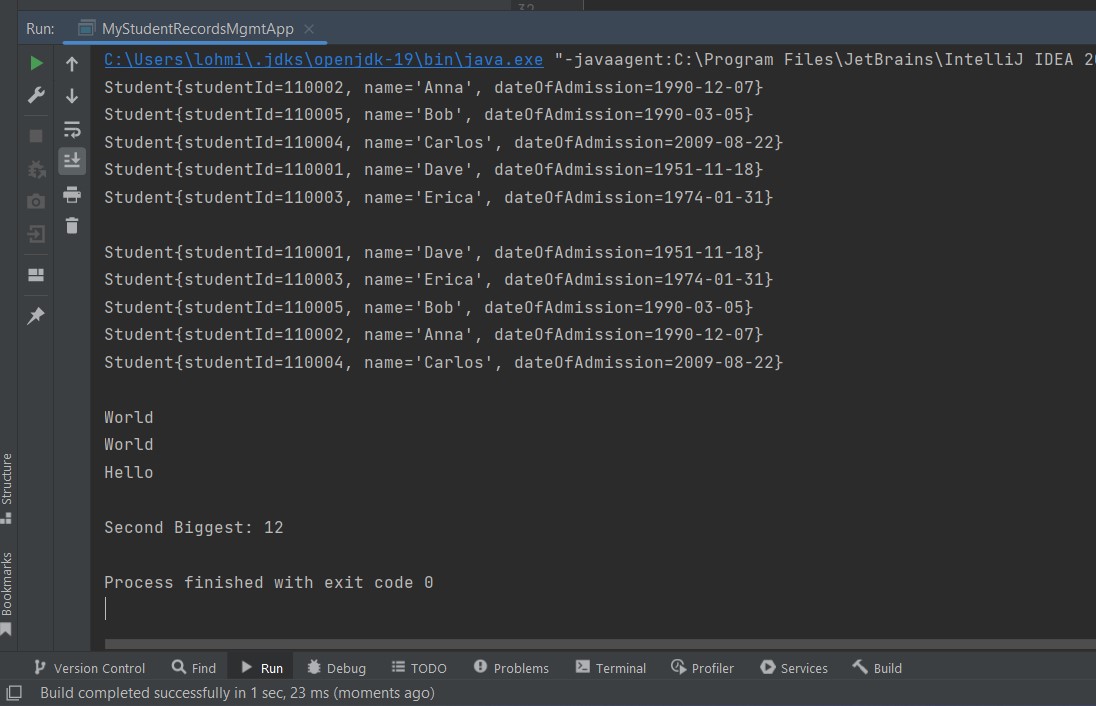 32
Run: MyStudentRecordsMgmtApp
C:\Users\lohmi\.jdks\openjdk-19\bin\java.exe "-javaagent:C:\Program Files\JetBrains\IntelliJ IDEA
Student{studentId=110002, name='Anna', dateOfAdmission=1990-12-07}
Student{studentId=110005, name='Bob', dateOfAdmission=1990-03-05}
Student{studentId=110004, name='Carlos', dateOfAdmission=2009-08-22}
Student{studentId=110001, name='Dave', dateOfAdmission=1951-11-18}
Student{studentId=110003, name='Erica', dateOfAdmission=1974-01-31}
Student{studentId=110001, name='Dave', dateOfAdmission=1951-11-18}
Student{studentId=110003, name='Erica', dateOfAdmission=1974-01-31}
Student{studentId=110005, name='Bob', dateOfAdmission=1990-03-05}
Student{studentId=110002, name='Anna', dateOfAdmission=1990-12-07}
Student{studentId=110004, name='Carlos', dateOfAdmission=2009-08-22}
World
World
Hello
Second Biggest: 12
Process finished with exit code 0
Structure
Bookmarks
Version Control Find Run Debug TODO Problems Terminal Profiler Services Build
Build completed successfully in 1 sec, 23 ms (moments ago)